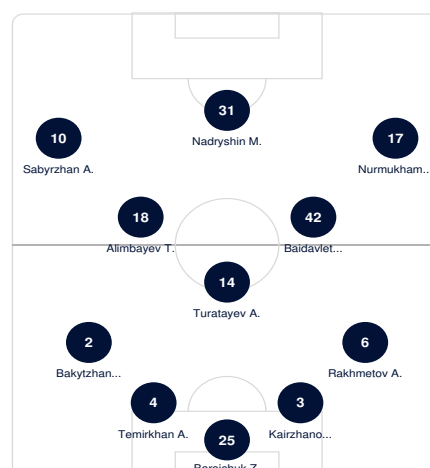 31
Nadryshin M.
10
Sabyrzhan A.
17
Nurmukham...
18
Alimbayev T.
42
Baidavlet...
14
Turatayev A.
2
Bakytzhan...
6
Rakhmetov A.
4
Temirkhan A.
3
Kairzhano...
25